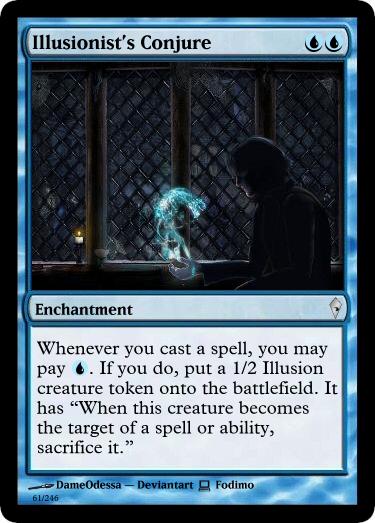 Illusionist's Conjure
Enchantment
Whenever you cast a spell, you may
pay . If you do, put a 1/2 Illusion
creature token onto the battlefield. It
has “When this creature becomes
the target of a spell or ability,
sacrifice it.”
DameOdessa — Deviantart Fodimo
61/246